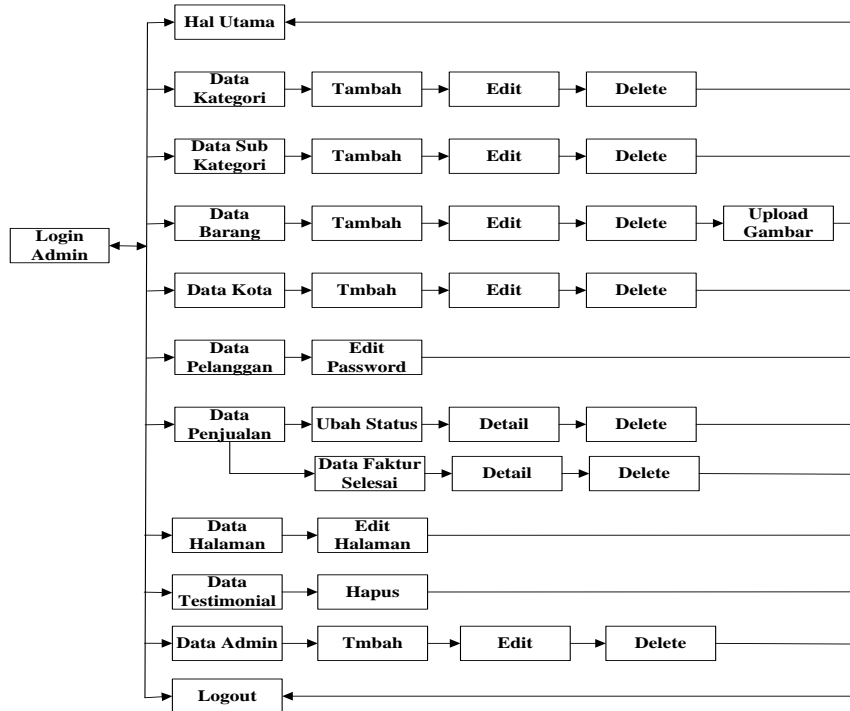 Hal Utama
Data
Kategori
Tambah
Edit
Delete
Data Sub
Kategori
Tambah
Edit
Delete
Login
Admin
Data
Barang
Tambah
Edit
Delete
Upload
Gambar
Data Kota
Tmbah
Edit
Delete
Data
Pelanggan
Edit
Password
Data
Penjualan
Ubah Status
Detail
Delete
Data Faktur
Selesai
Detail
Delete
Data
Halaman
Edit
Halaman
Data
Testimonial
Hapus
Data Admin
Tmbah
Edit
Delete
Logout